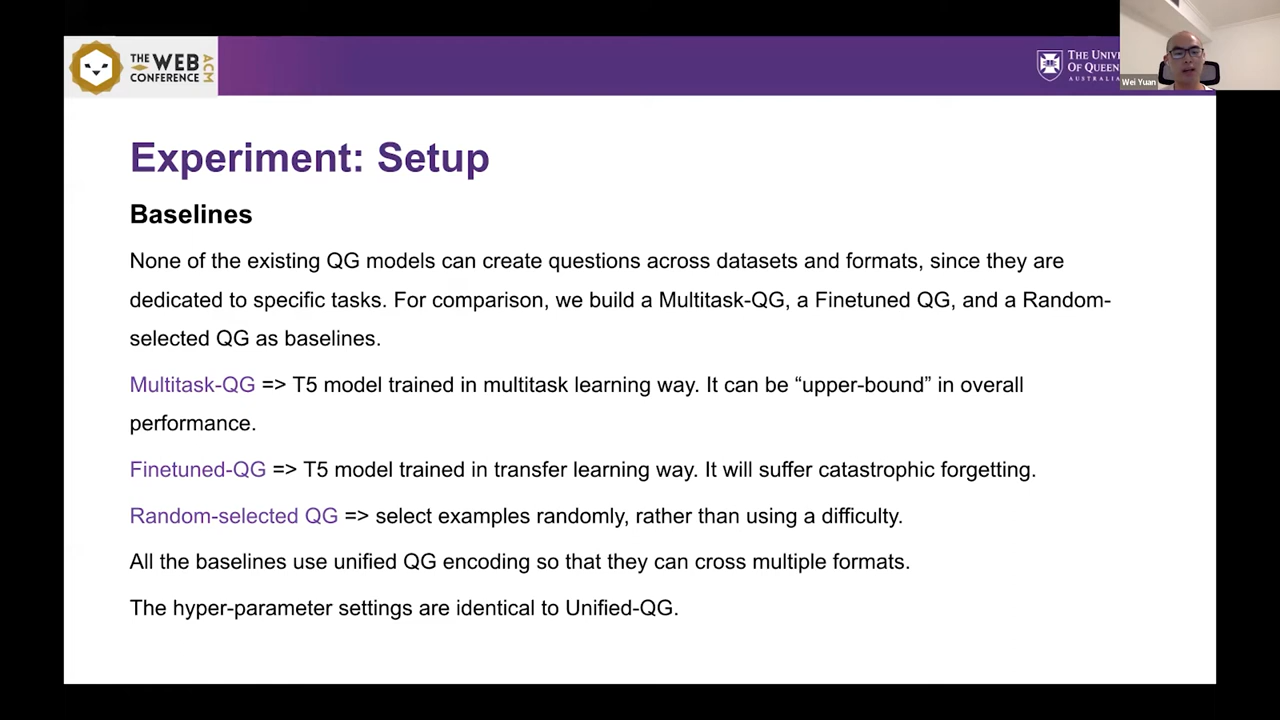 THE WEB
CONFERENCE
ACM
THE
OF
AUSTRALIA
Wei Yuan
Experiment: Setup
Baselines
None of the existing QG models can create questions across datasets and formats, since they are
dedicated to specific tasks. For comparison, we build a Multitask-QG, a Finetuned QG, and a Random-
selected QG as baselines.
Multitask-QG => T5 model trained in multitask learning way. It can be “upper-bound” in overall
performance.
Finetuned-QG => T5 model trained in transfer learning way. It will suffer catastrophic forgetting.
Random-selected QG => select examples randomly, rather than using a difficulty.
All the baselines use unified QG encoding so that they can cross multiple formats.
The hyper-parameter settings are identical to Unified-QG.